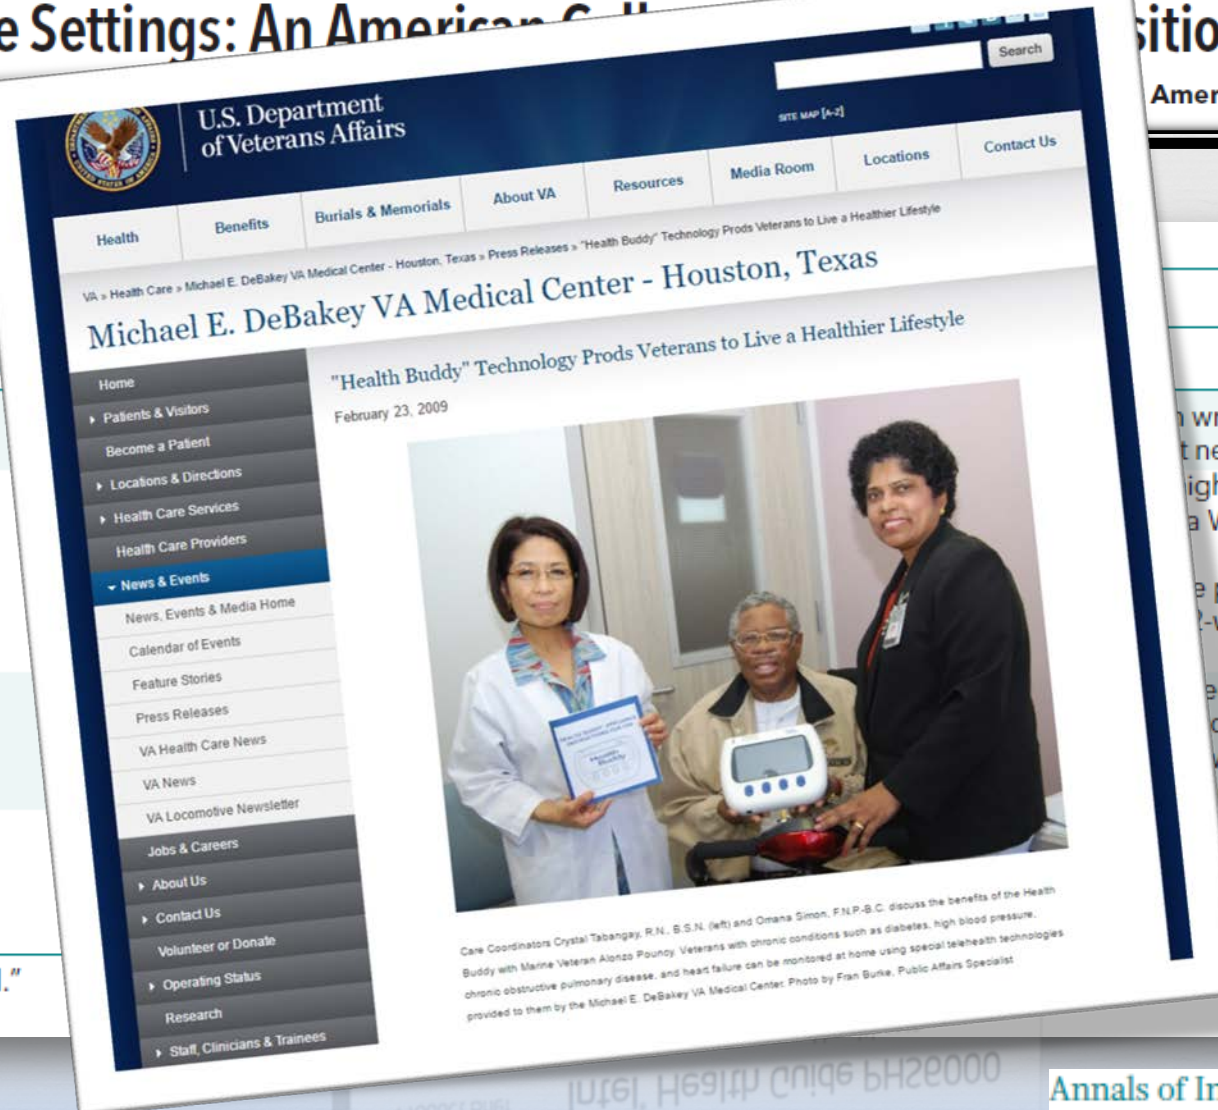 e Settings: An American
sitio
Amer
U.S. Department
of Veterans Affairs
Search
SITE MAP [A-Z]
Health
Benefits
Burials & Memorials
About VA
Resources
Media Room
Locations
Contact Us
VA » Health Care » Michael E. DeBakey VA Medical Center - Houston, Texas » Press Releases » "Health Buddy" Technology Prods Veterans to Live a Healthier Lifestyle
Michael E. DeBakey VA Medical Center - Houston, Texas
Home
Patients & Visitors
Become a Patient
Locations & Directions
Health Care Services
Health Care Providers
News & Events
News, Events & Media Home
Calendar of Events
Feature Stories
Press Releases
VA Health Care News
VA News
VA Locomotive Newsletter
Jobs & Careers
About Us
Contact Us
Volunteer or Donate
Operating Status
Research
Staff, Clinicians & Trainees
"Health Buddy" Technology Prods Veterans to Live a Healthier Lifestyle
February 23, 2009
Health
Buddy
Care Coordinators Crystal Tabangay, R.N., B.S.N. (left) and Omana Simon, F.N.P.-B.C. discuss the benefits of the Health
Buddy with Marine Veteran Alonzo Pouncy. Veterans with chronic conditions such as diabetes, high blood pressure,
chronic obstructive pulmonary disease, and heart failure can be monitored at home using special telehealth technologies
provided to them by the Michael E. DeBakey VA Medical Center. Photo by Fran Burke, Public Affairs Specialist
."
Intel Health Guide PHS6000
Annals of In